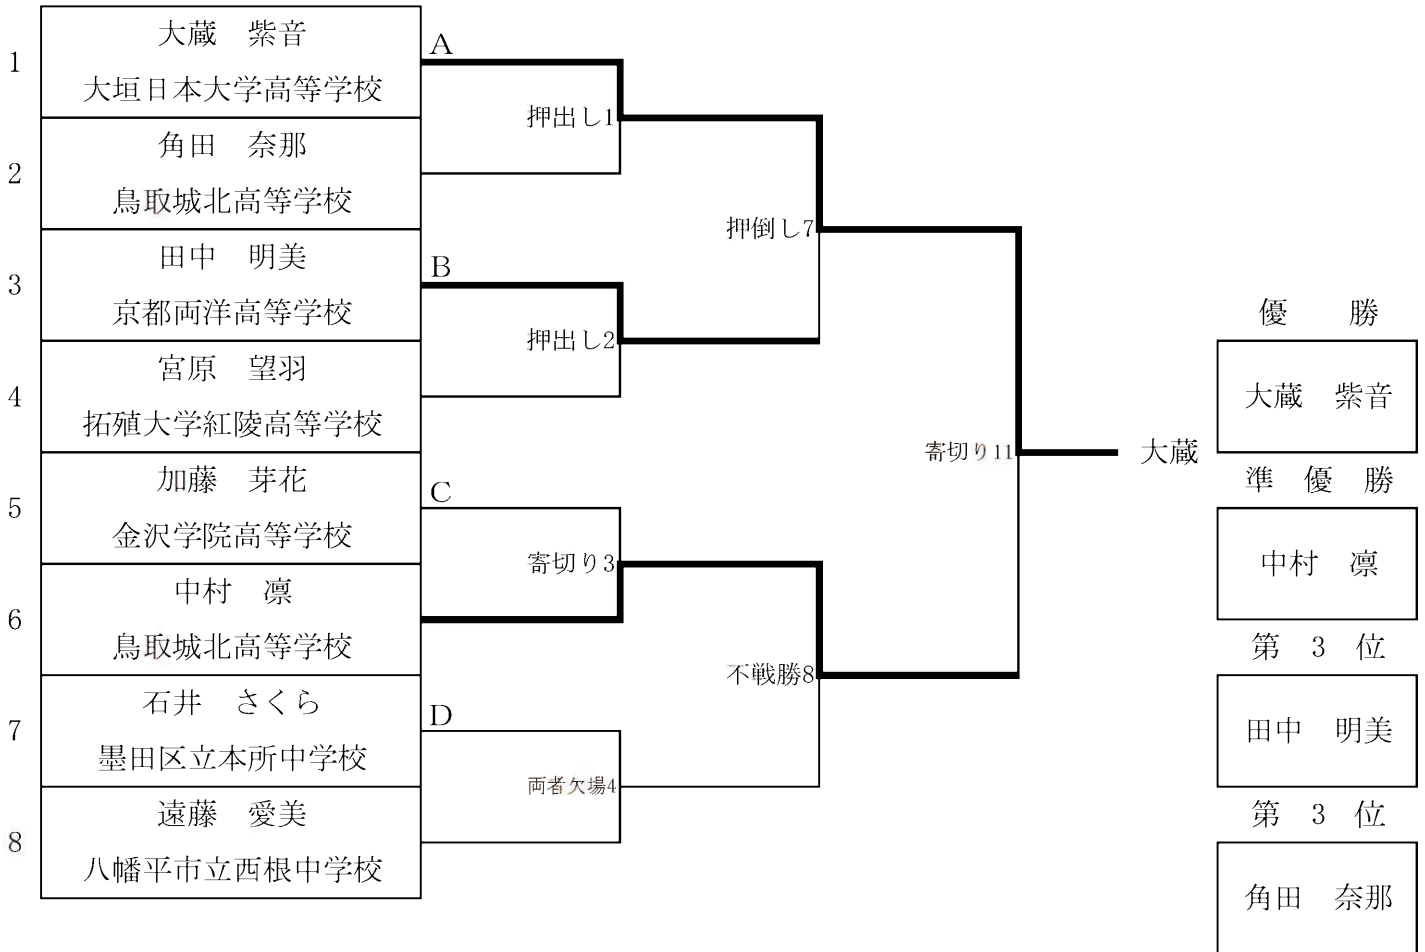 1
大蔵　紫音
大垣日本大学高等学校
2
角田　奈那
鳥取城北高等学校
3
田中　明美
京都両洋高等学校
4
宮原　望羽
拓殖大学紅陵高等学校
5
加藤　芽花
金沢学院高等学校
6
中村　凛
鳥取城北高等学校
7
石井　さくら
墨田区立本所中学校
8
遠藤　愛美
八幡平市立西根中学校
A
押出し1
B
押出し2
C
寄切り3
D
両者欠場4
押倒し7
不戦勝8
寄切り11
大蔵
優　勝
大蔵　紫音
準　優　勝
中村　凛
第　3　位
田中　明美
第　3　位
角田　奈那